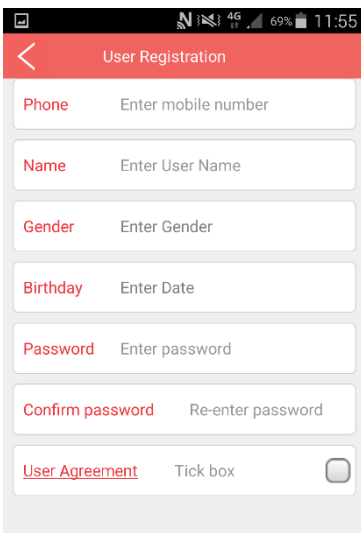 4G 69% 11:55
User Registration
Phone Enter mobile number
Name Enter User Name
Gender Enter Gender
Birthday Enter Date
Password Enter password
Confirm password Re-enter password
User Agreement Tick box